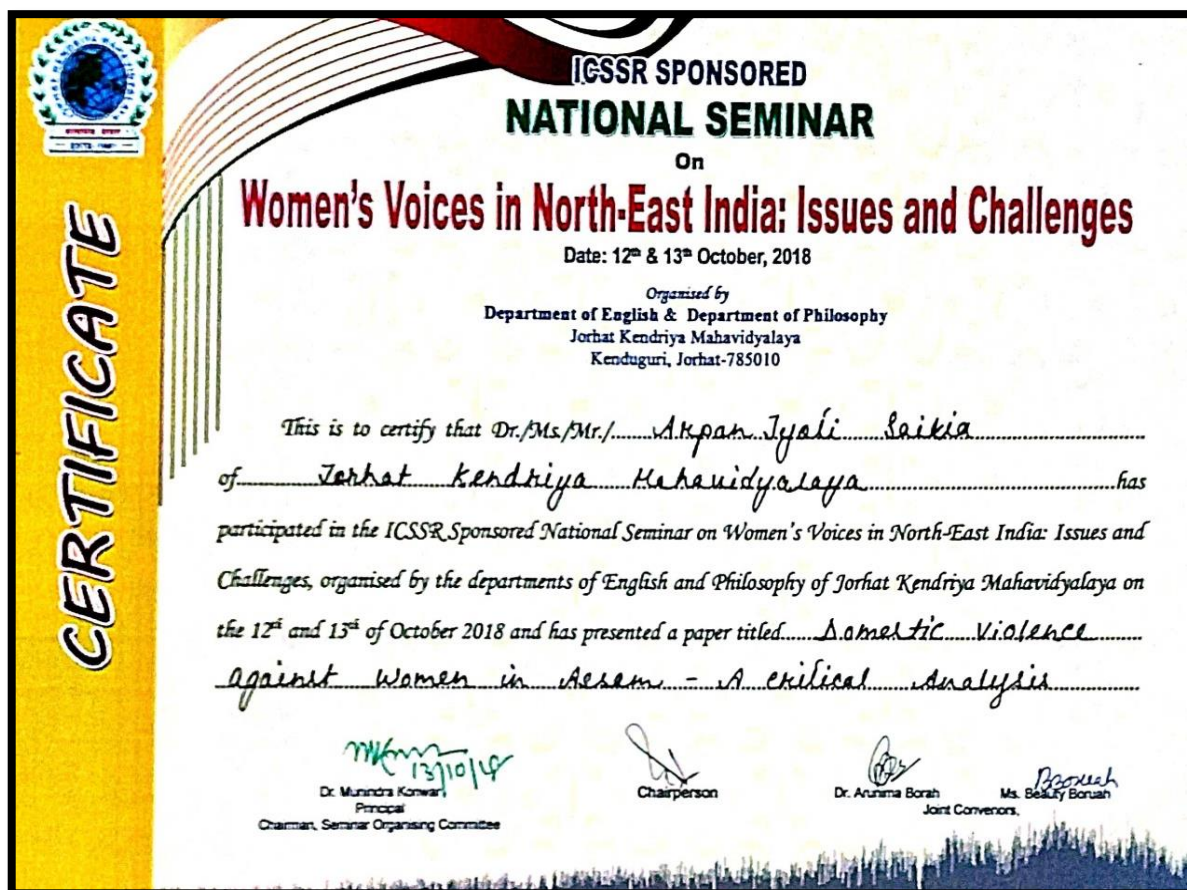 CERTIFICATE
ICSSR SPONSORED
NATIONAL SEMINAR
On
Women's Voices in North-East India: Issues and Challenges
Date: 12th & 13th October, 2018
Organised by
Department of English & Department of Philosophy
Jorhat Kendriya Mahavidyalaya
Kenduguri, Jorhat-785010
This is to certify that Dr./Ms./Mr./ Arpan Jyoti Saikia
of Jorhat Kendriya Mahavidyalaya has
participated in the ICSSR Sponsored National Seminar on Women's Voices in North-East India: Issues and
Challenges, organised by the departments of English and Philosophy of Jorhat Kendriya Mahavidyalaya on
the 12th and 13th of October 2018 and has presented a paper titled Domestic Violence
against Women in Assam - A critical Analysis
13/10/18
Dr. Munindra Konwar
Principal
Chairman, Seminar Organising Committee
Chairperson
Dr. Arunima Borah
Ms. Beauty Boruah
Joint Convenors,